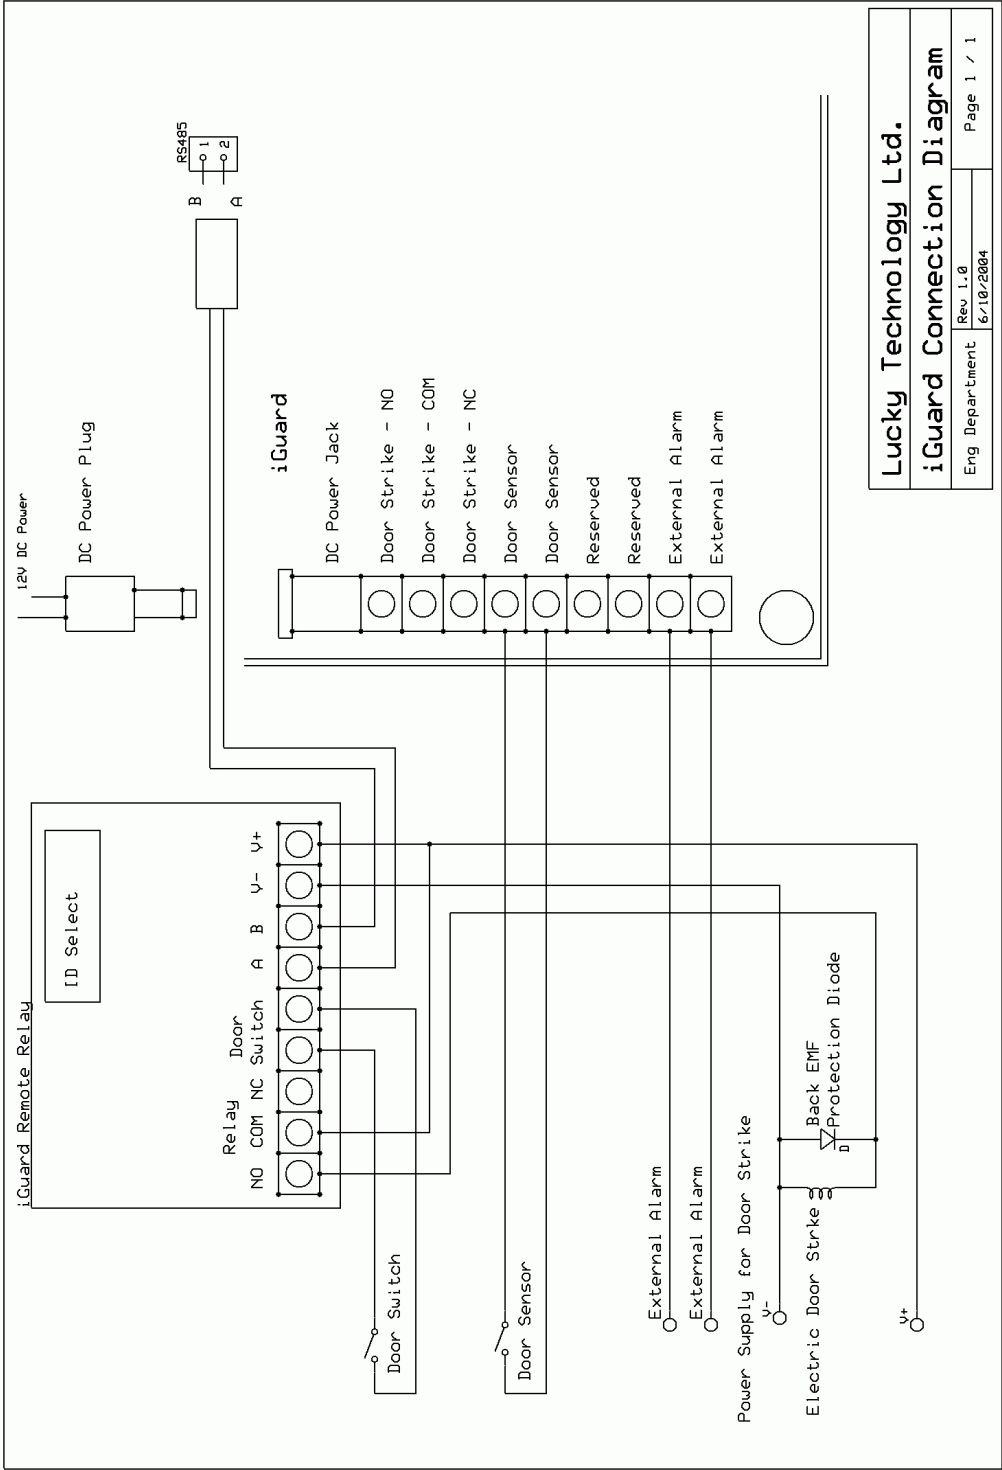 12V DC Power
DC Power Plug
RS485
B
A
1
2
iGuard
DC Power Jack
Door Strike - NO
Door Strike - COM
Door Strike - NC
Door Sensor
Door Sensor
Reserved
Reserved
External Alarm
External Alarm
iGuard Remote Relay
ID Select
Relay
Door
NO COM NC Switch A B V- V+
Door Switch
Door Sensor
External Alarm
External Alarm
Power Supply for Door Strike
V-
Electric Door Strke
Back EMF
Protection Diode
D
V+
Lucky Technology Ltd.
iGuard Connection Diagram
Eng Department
Rev 1.0
6/10/2004
Page 1 / 1